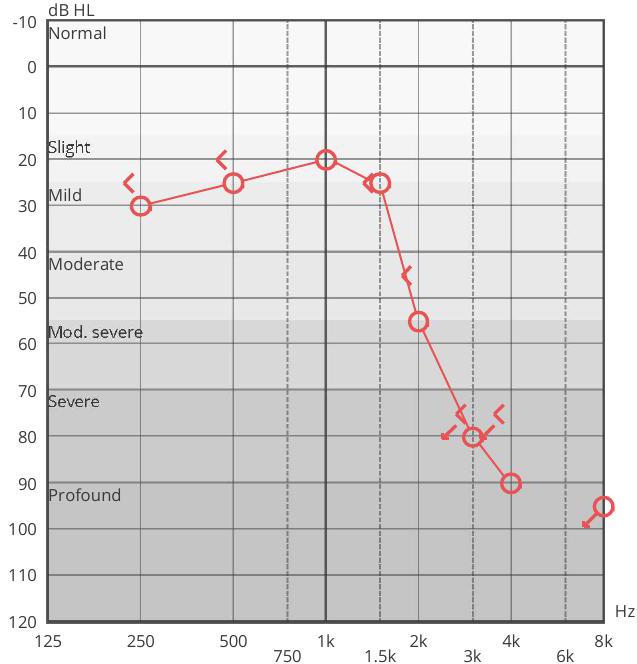 dB HL
-10
Normal
0
10
Slight
20
Mild
30
40
Moderate
50
Mod. severe
60
70
Severe
80
90
Profound
100
110
120
Hz
125 250 500 1k 2k 4k 8k
750 1.5k 3k 6k